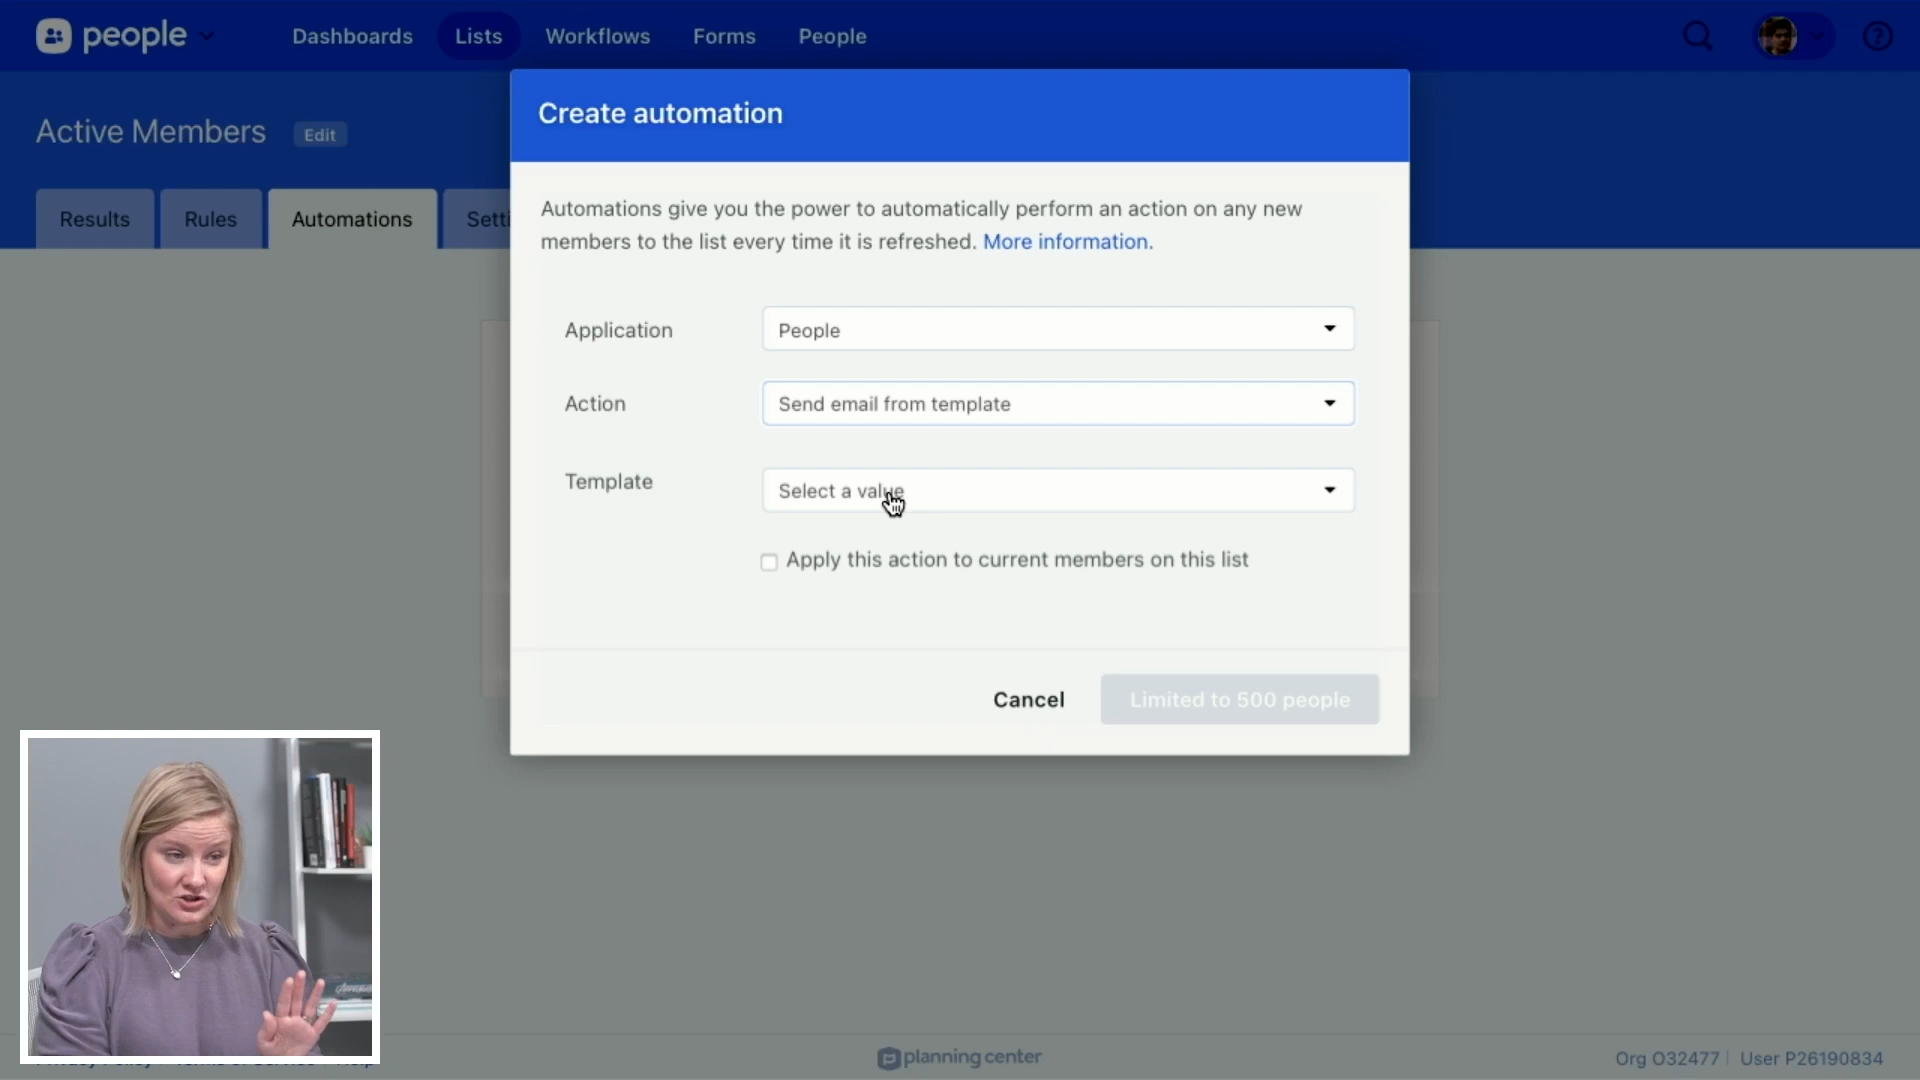 people
Dashboards
Lists
Workflows
Forms
People
Active Members
Edit
Results
Rules
Automations
Setti
Create automation
Automations give you the power to automatically perform an action on any new
members to the list every time it is refreshed. More information.
Application
People
Action
Send email from template
Template
Select a value
Apply this action to current members on this list
Cancel
Limited to 500 people
planning center
Org O32477
User P26190834